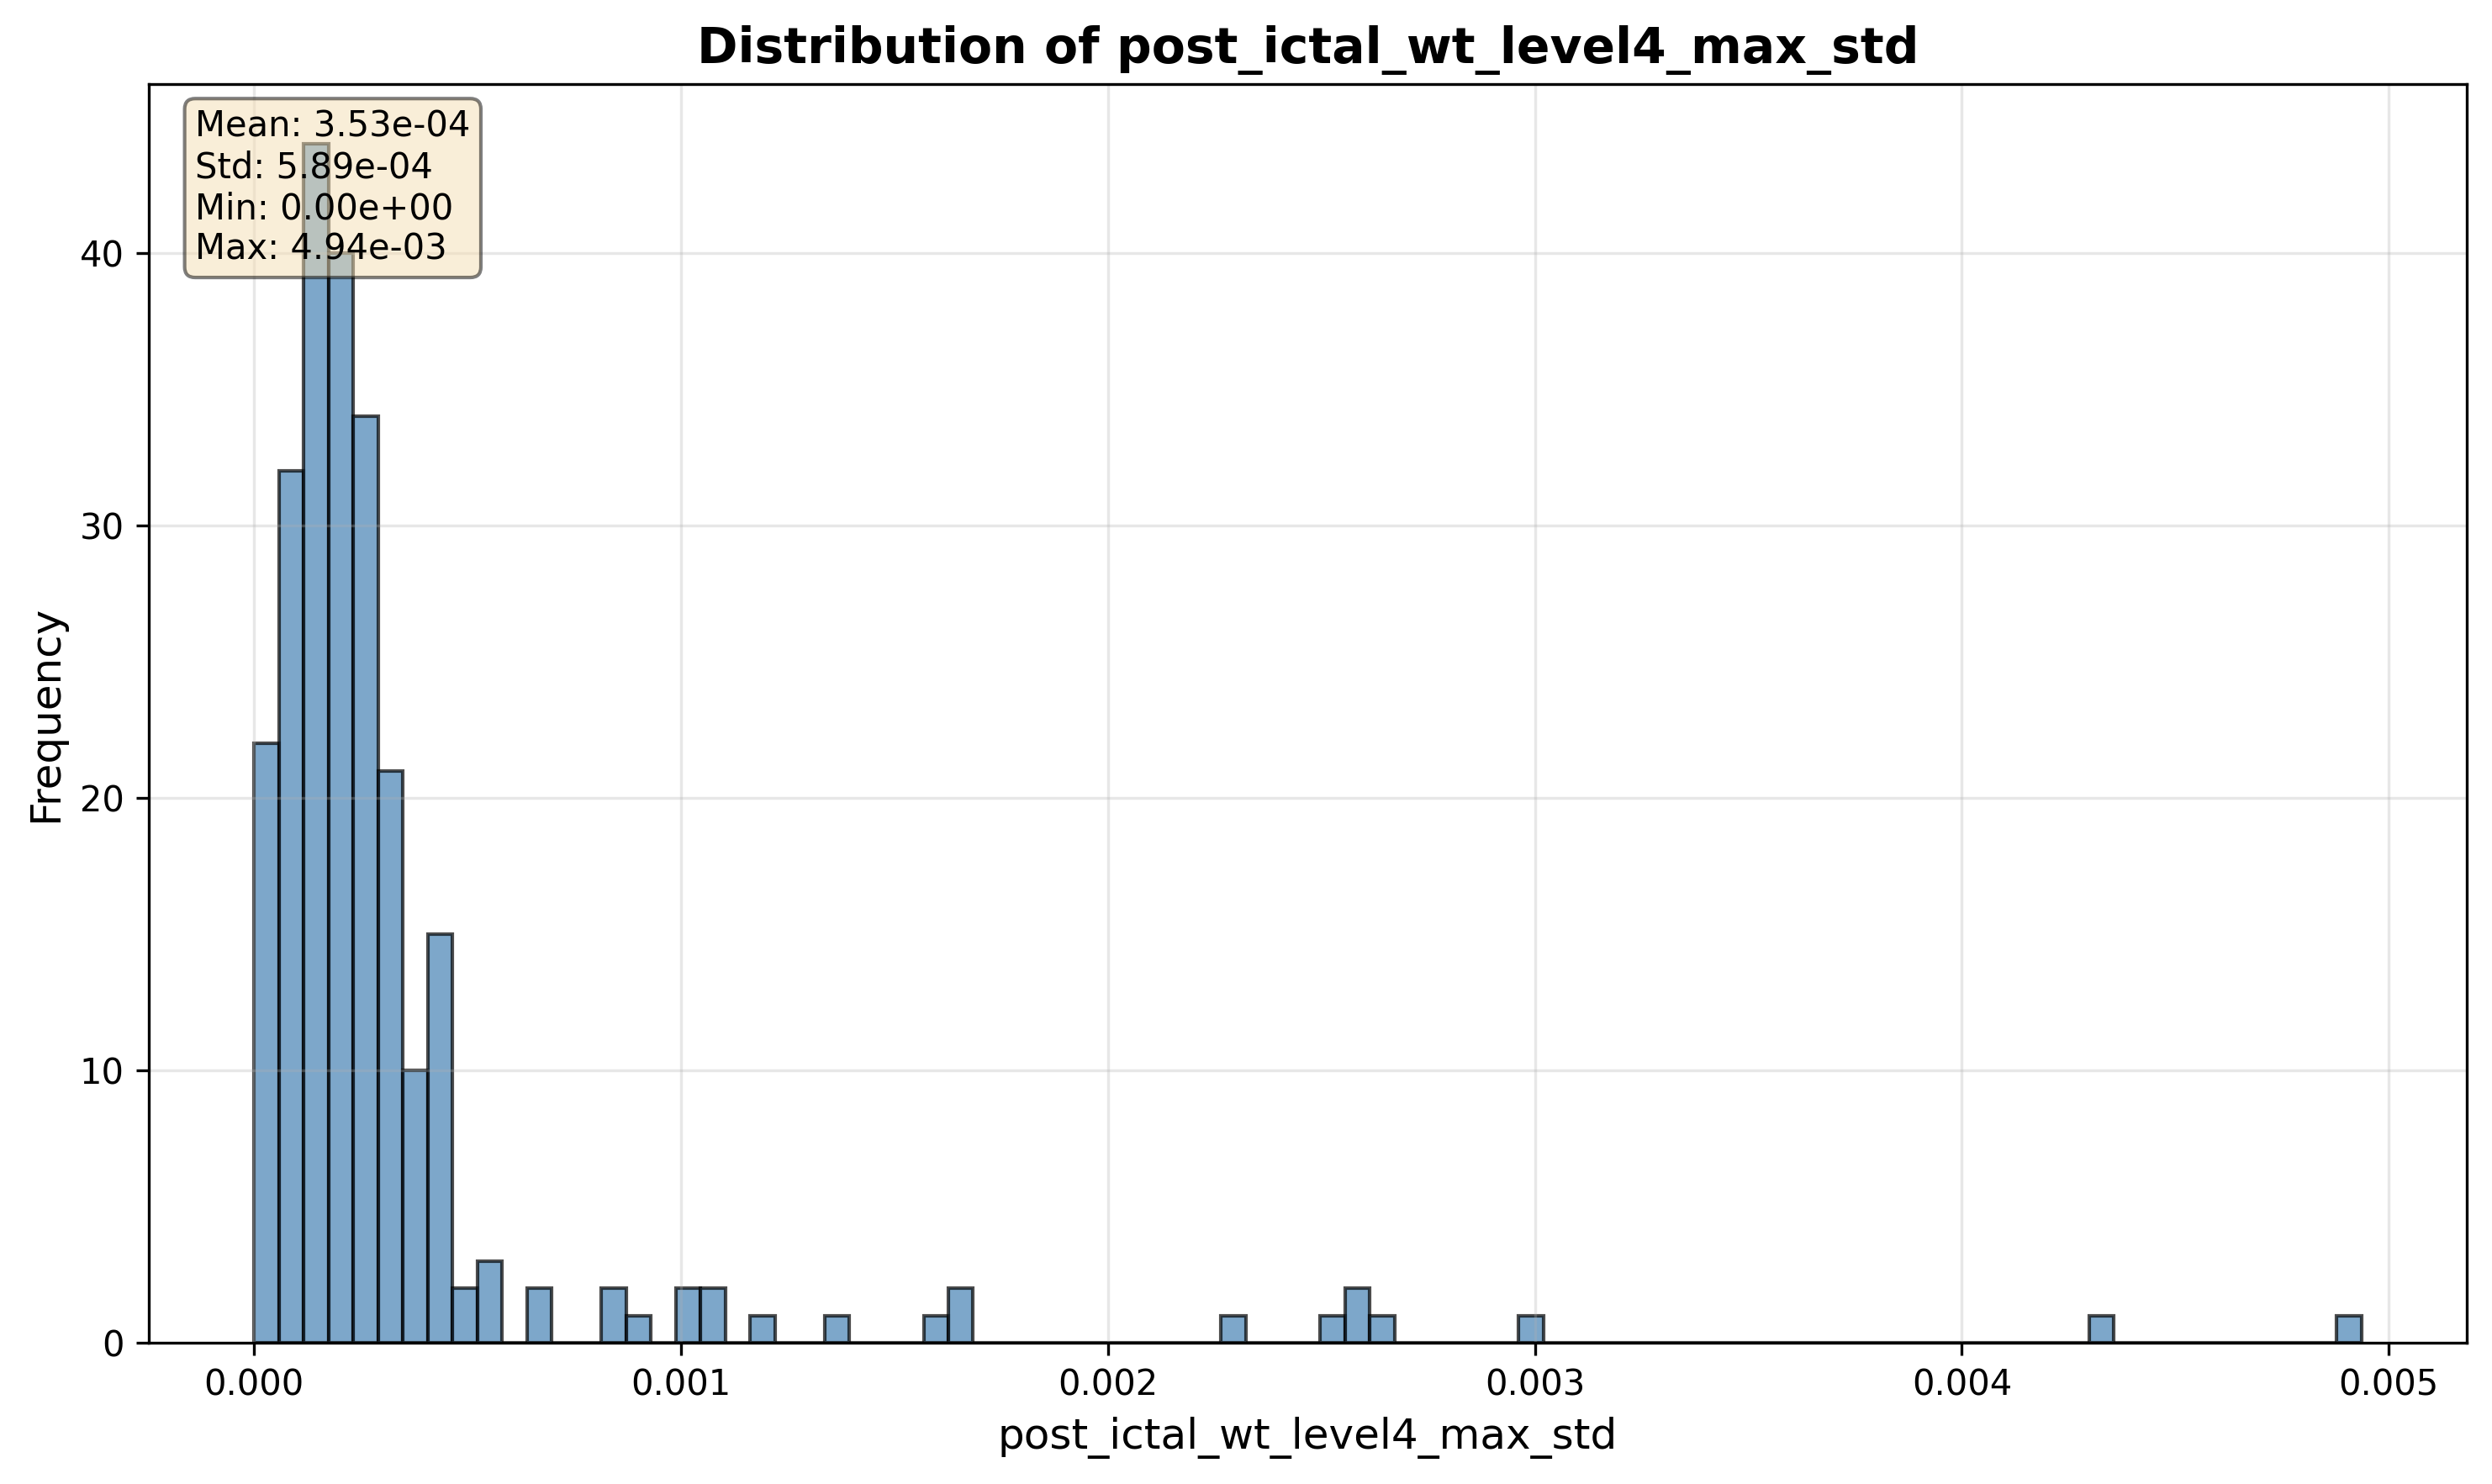 Distribution of post_ictal_wt_level4_max_std
Mean: 3.53e-04
Std: 5.89e-04
Min: 0.00e+00
Max: 4.94e-03
Frequency
40
30
20
10
0
0.000 0.001 0.002 0.003 0.004 0.005
post_ictal_wt_level4_max_std